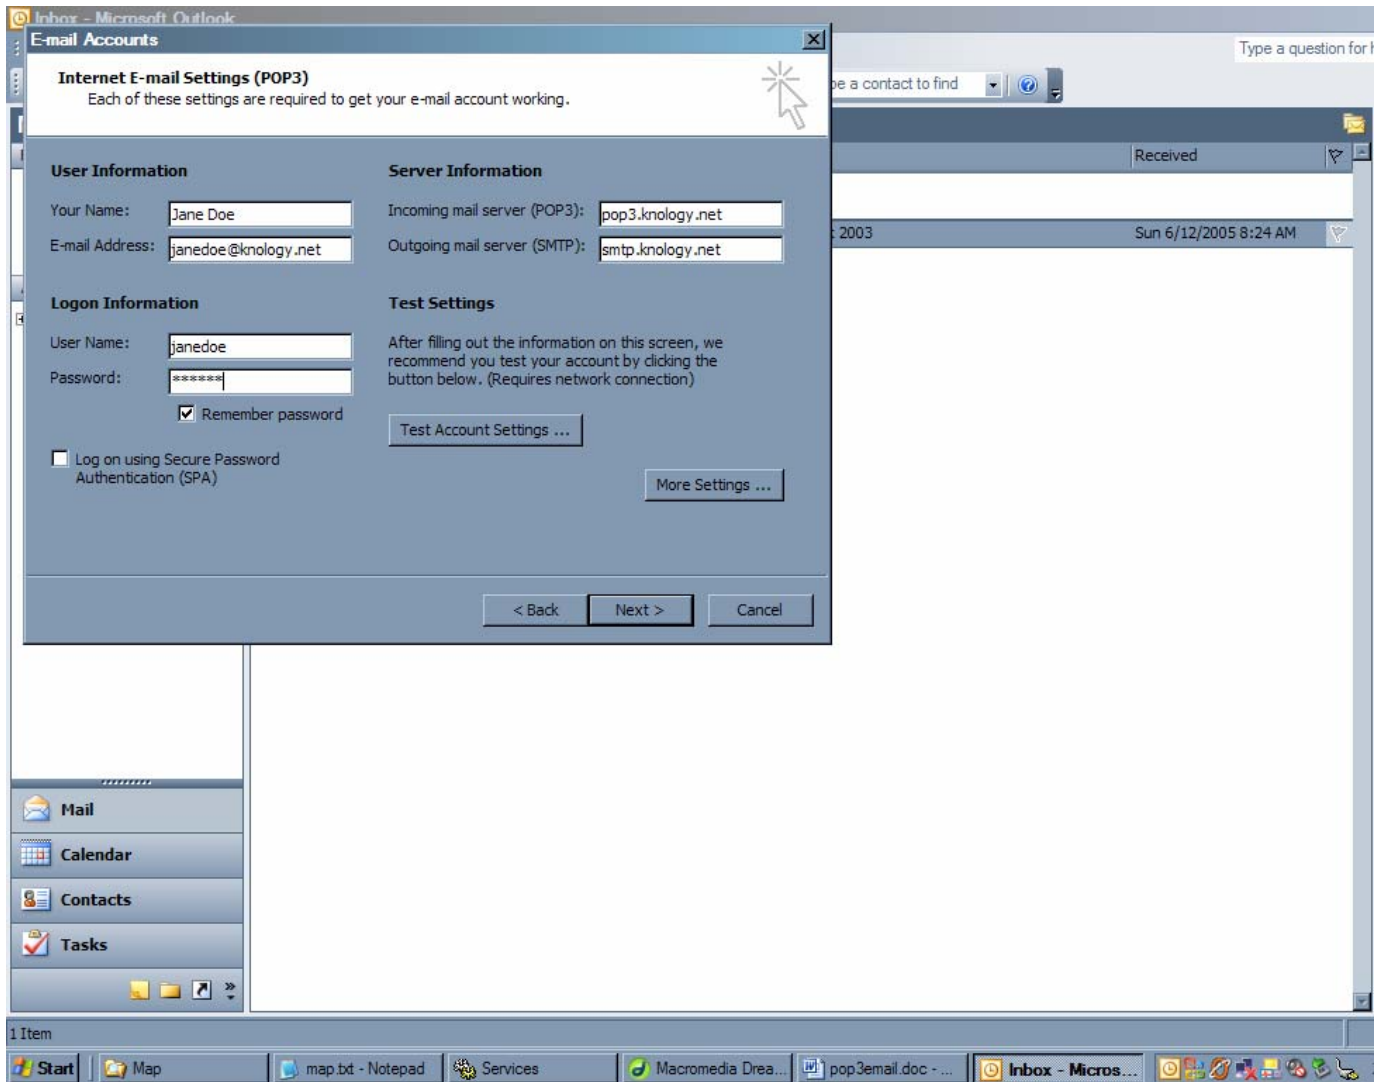 Inbox - Microsoft Outlook
E-mail Accounts
Type a question for h
Internet E-mail Settings (POP3)
Each of these settings are required to get your e-mail account working.
pe a contact to find
Received
User Information
Server Information
Your Name:
Jane Doe
Incoming mail server (POP3):
pop3.knology.net
E-mail Address:
janedoe@knology.net
Outgoing mail server (SMTP):
smtp.knology.net
2003
Sun 6/12/2005 8:24 AM
Logon Information
Test Settings
User Name:
janedoe
After filling out the information on this screen, we
recommend you test your account by clicking the
button below. (Requires network connection)
Password:
******
Remember password
Test Account Settings ...
Log on using Secure Password
Authentication (SPA)
More Settings ...
< Back
Next >
Cancel
Mail
Calendar
Contacts
Tasks
1 Item
Start
Map
map.txt - Notepad
Services
Macromedia Drea...
pop3email.doc - ...
Inbox - Micros...